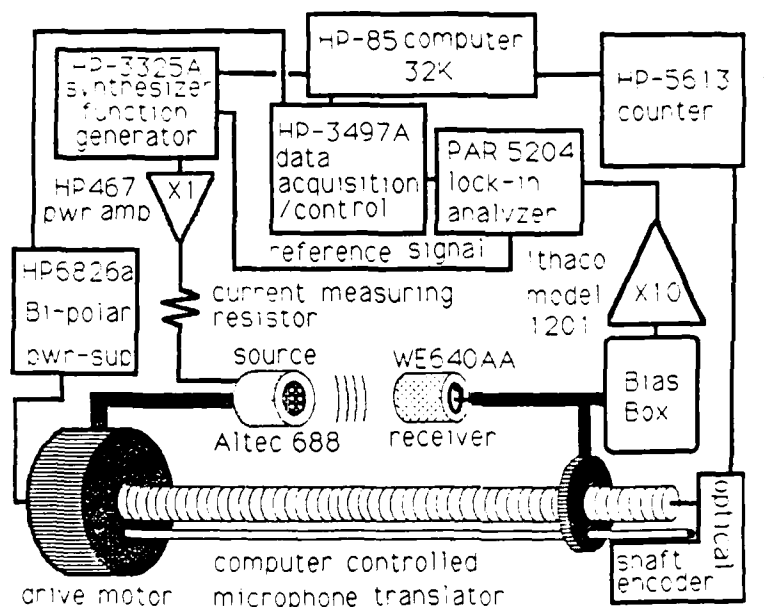 HP-85 computer
32K
HP-3325A
synthesizer
function
generator
HP-5613
counter
HP-3497A
data
acquisition
/control
PAR 5204
lock-in
analyzer
HP467
pwr amp
X1
reference signal
HP6826a
Bi-polar
pwr-sup
current measuring
resistor
Ithaco
model
1201
X10
source
WE640AA
Bias
Box
Altec 688
receiver
optical
shaft
encoder
computer controlled
microphone translator
drive motor